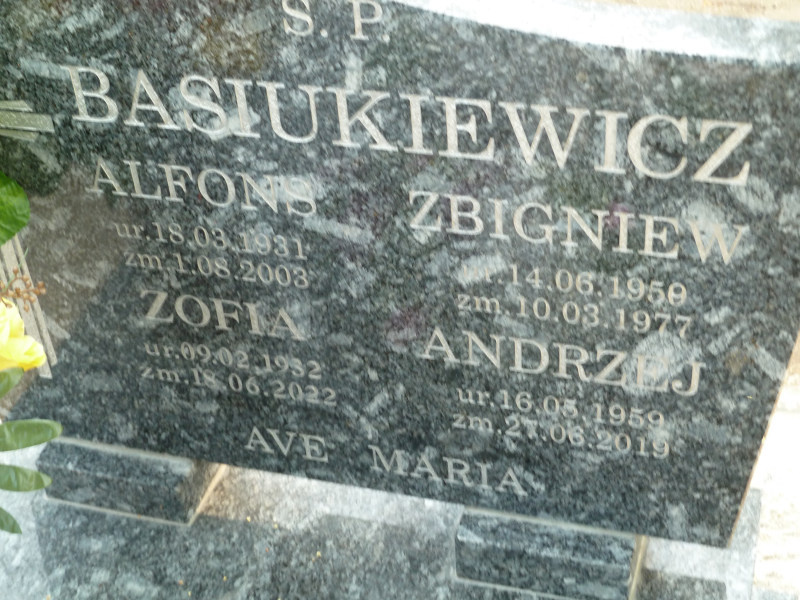 S. P.
BASIUKIEWICZ
ALFONS
ur.18.03.1931
zm.1.08.2003
ZOFIA
ur.09.02.1932
zm.18.06.2022
ZBIGNIEW
ur.14.06.1950
zm.10.03.1977
ANDRZEJ
ur.16.05.1959
zm.27.06.2019
AVE MARIA